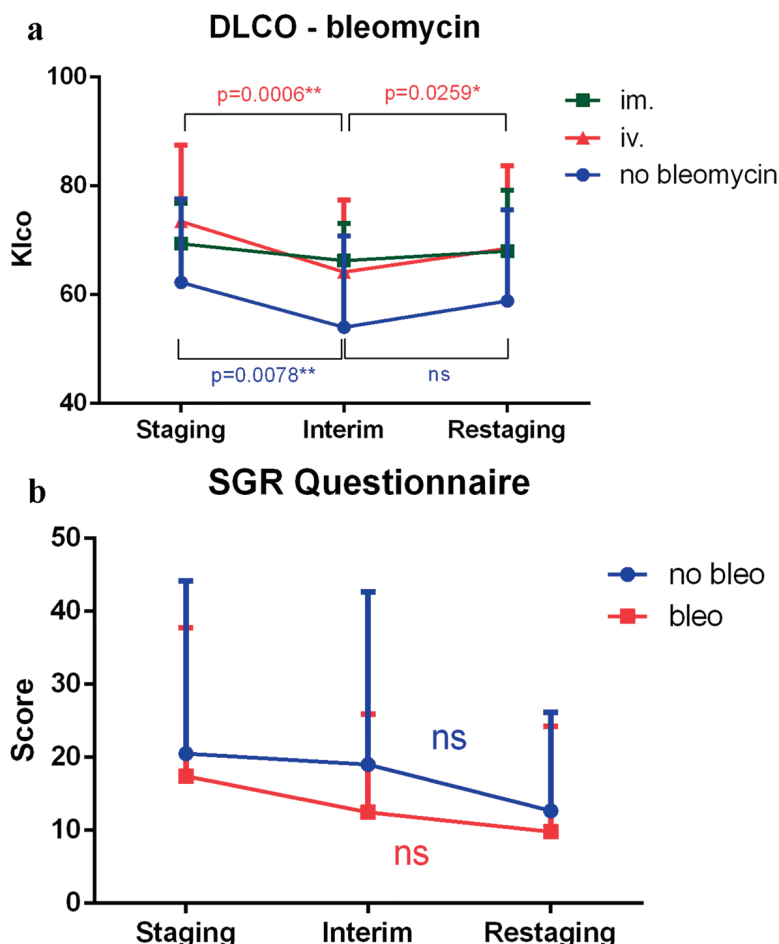 a
DLCO - bleomycin
100
80
60
40
Klco
p=0.0006**
p=0.0259*
im.
iv.
no bleomycin
p=0.0078**
ns
Staging
Interim
Restaging
b
SGR Questionnaire
50
40
30
20
10
0
Score
no bleo
bleo
ns
ns
Staging
Interim
Restaging